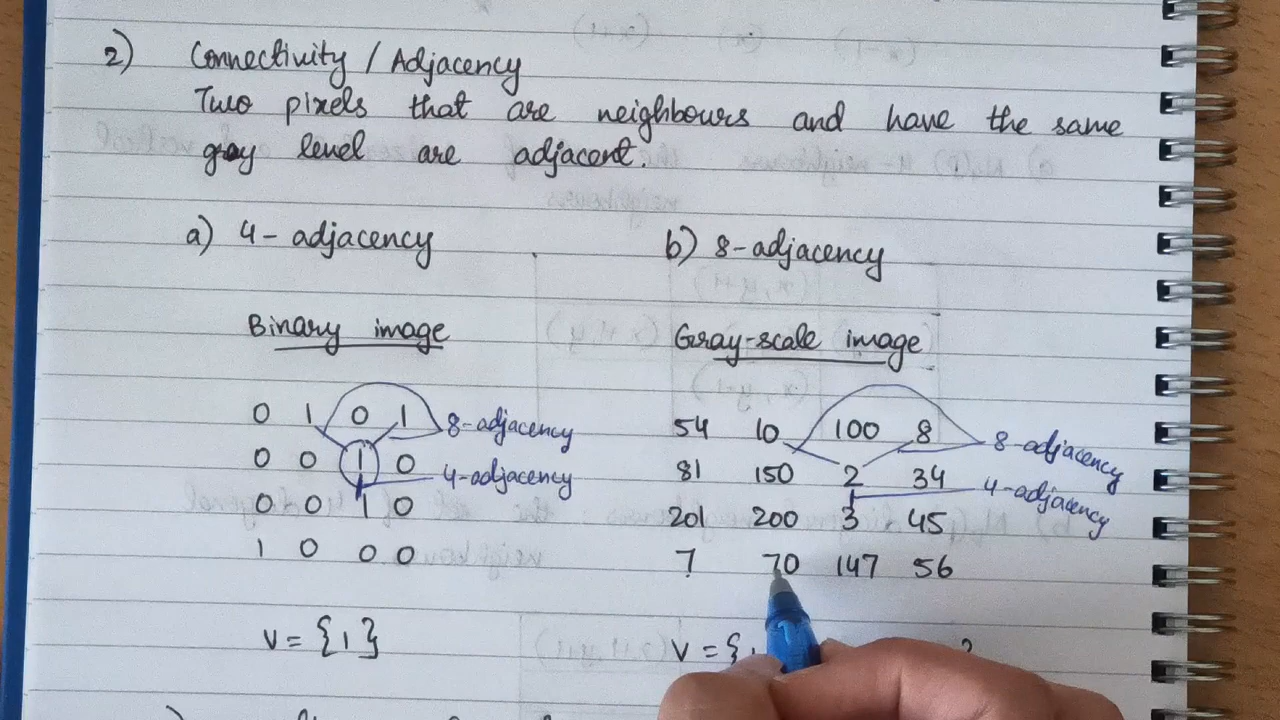 2) Connectivity / Adjacency
Two pixels that are neighbours and have the same
gray level are adjacent.
a) 4-adjacency
b) 8-adjacency
Binary image
0 1 0 1 8-adjacency
0 0 1 0 4-adjacency
0 0 1 0
1 0 0 0
V = {1}
Gray-scale image
54 10 100 8 8-adjacency
81 150 2 34 4-adjacency
201 200 3 45
7 70 147 56
V = {1